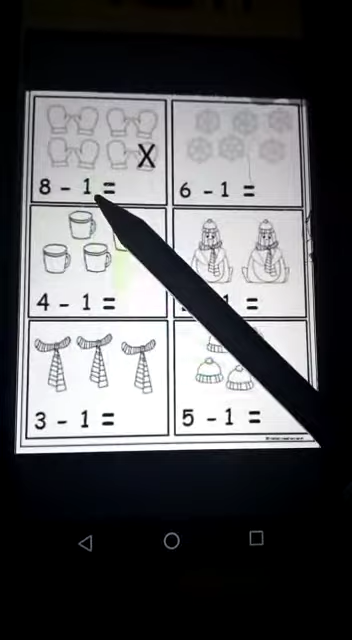 X
8 - 1 =
6 - 1 =
4 - 1 =
1 =
3 - 1 =
5 - 1 =